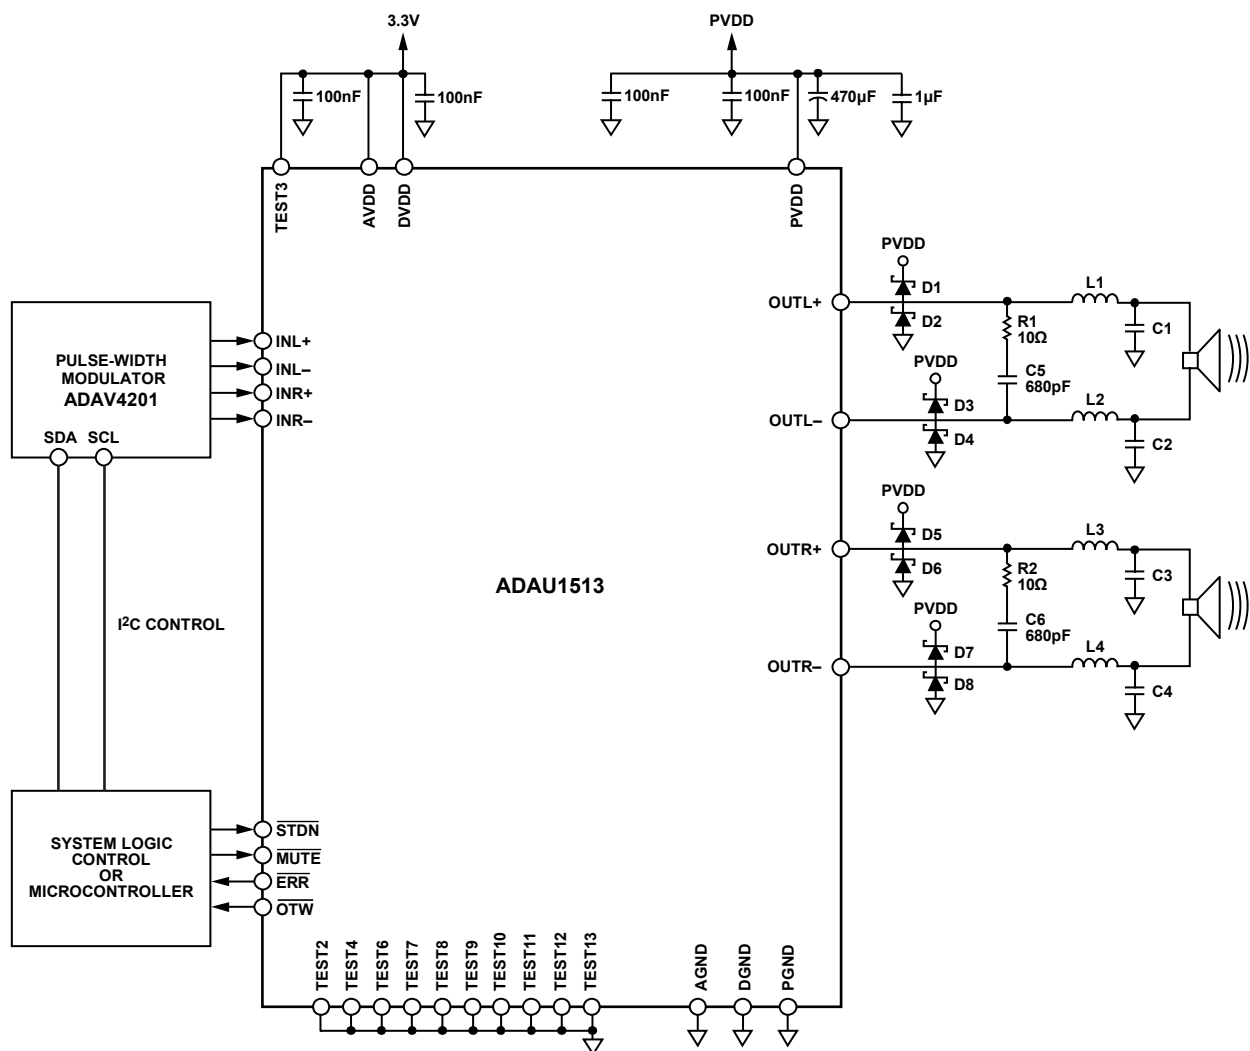 3.3V
PVDD
100nF
100nF
100nF
100nF
470µF
1µF
TEST3
AVDD
DVDD
PVDD
PULSE-WIDTH
MODULATOR
ADAV4201
SDA SCL
INL+
INL–
INR+
INR–
I²C CONTROL
ADAU1513
OUTL+
OUTL–
OUTR+
OUTR–
PVDD
D1
D2
PVDD
D3
D4
R1
10Ω
C5
680pF
L1
C1
L2
C2
PVDD
D5
D6
PVDD
D7
D8
R2
10Ω
C6
680pF
L3
C3
L4
C4
SYSTEM LOGIC
CONTROL
OR
MICROCONTROLLER
STDN
MUTE
ERR
OTW
TEST2
TEST4
TEST6
TEST7
TEST8
TEST9
TEST10
TEST11
TEST12
TEST13
AGND
DGND
PGND